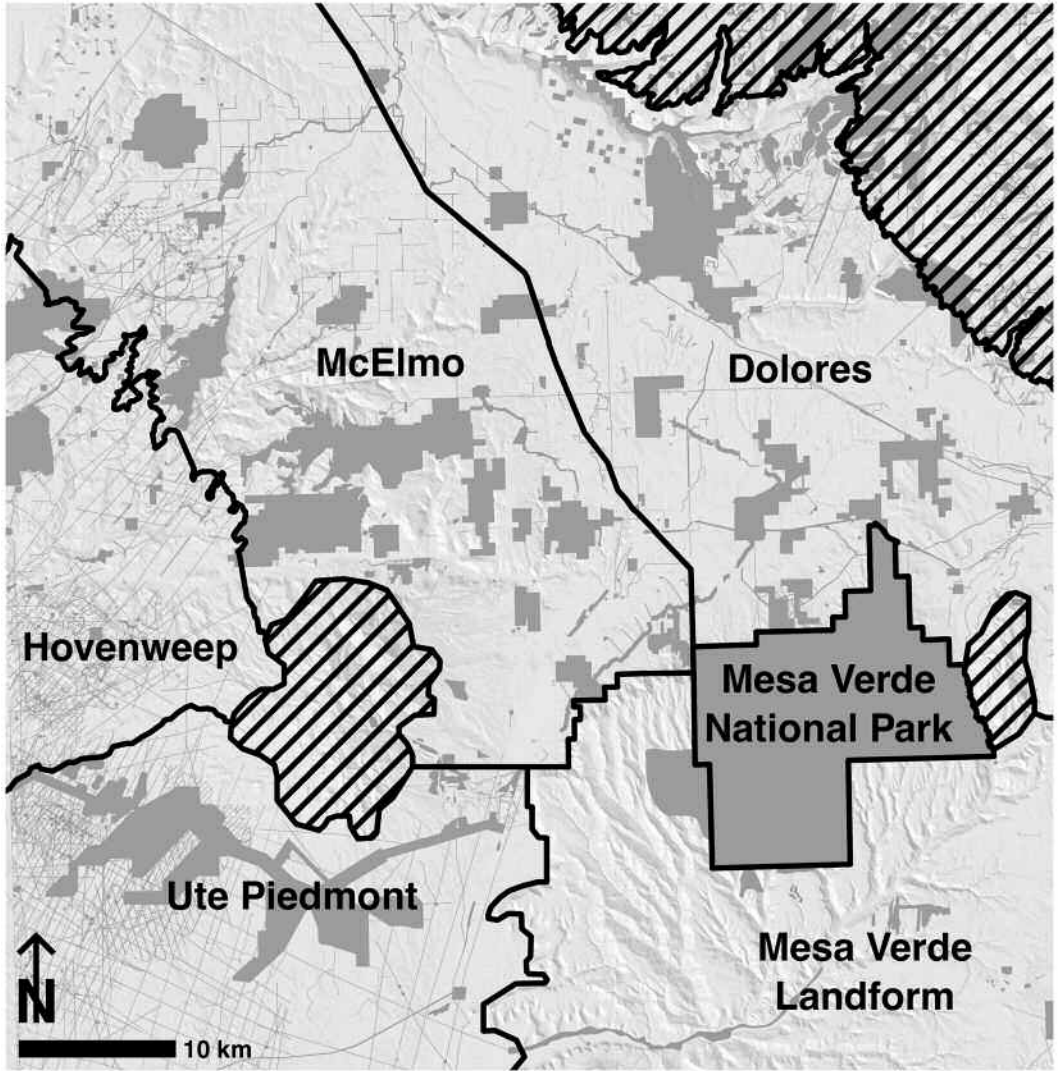 McElmo
Dolores
Hovenweep
Mesa Verde
National Park
Ute Piedmont
Mesa Verde
Landform
N
10 km